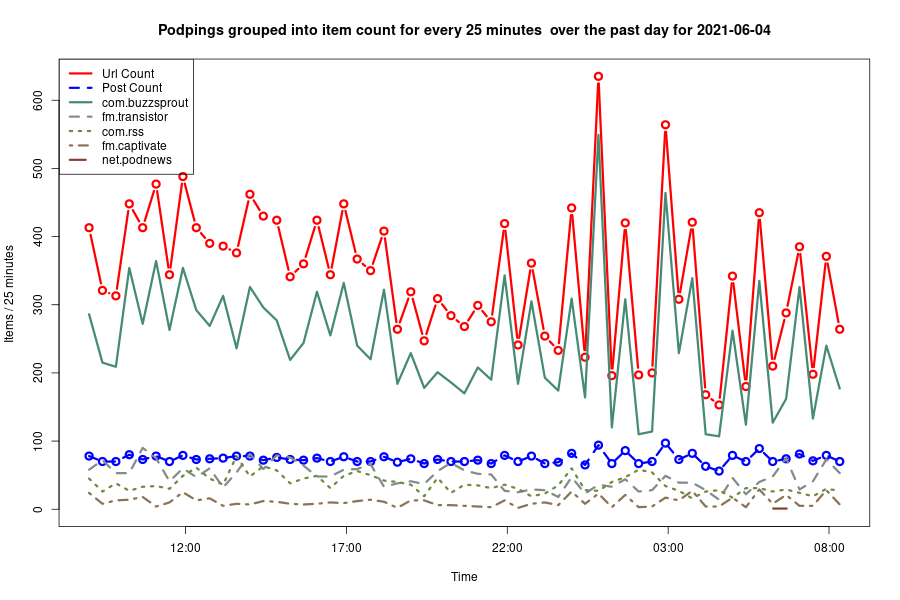 Podpings grouped into item count for every 25 minutes  over the past day for 2021-06-04
Url Count
Post Count
com.buzzsprout
fm.transistor
com.rss
fm.captivate
net.podnews
Items / 25 minutes
600
500
400
300
200
100
0
12:00 17:00 22:00 03:00 08:00
Time